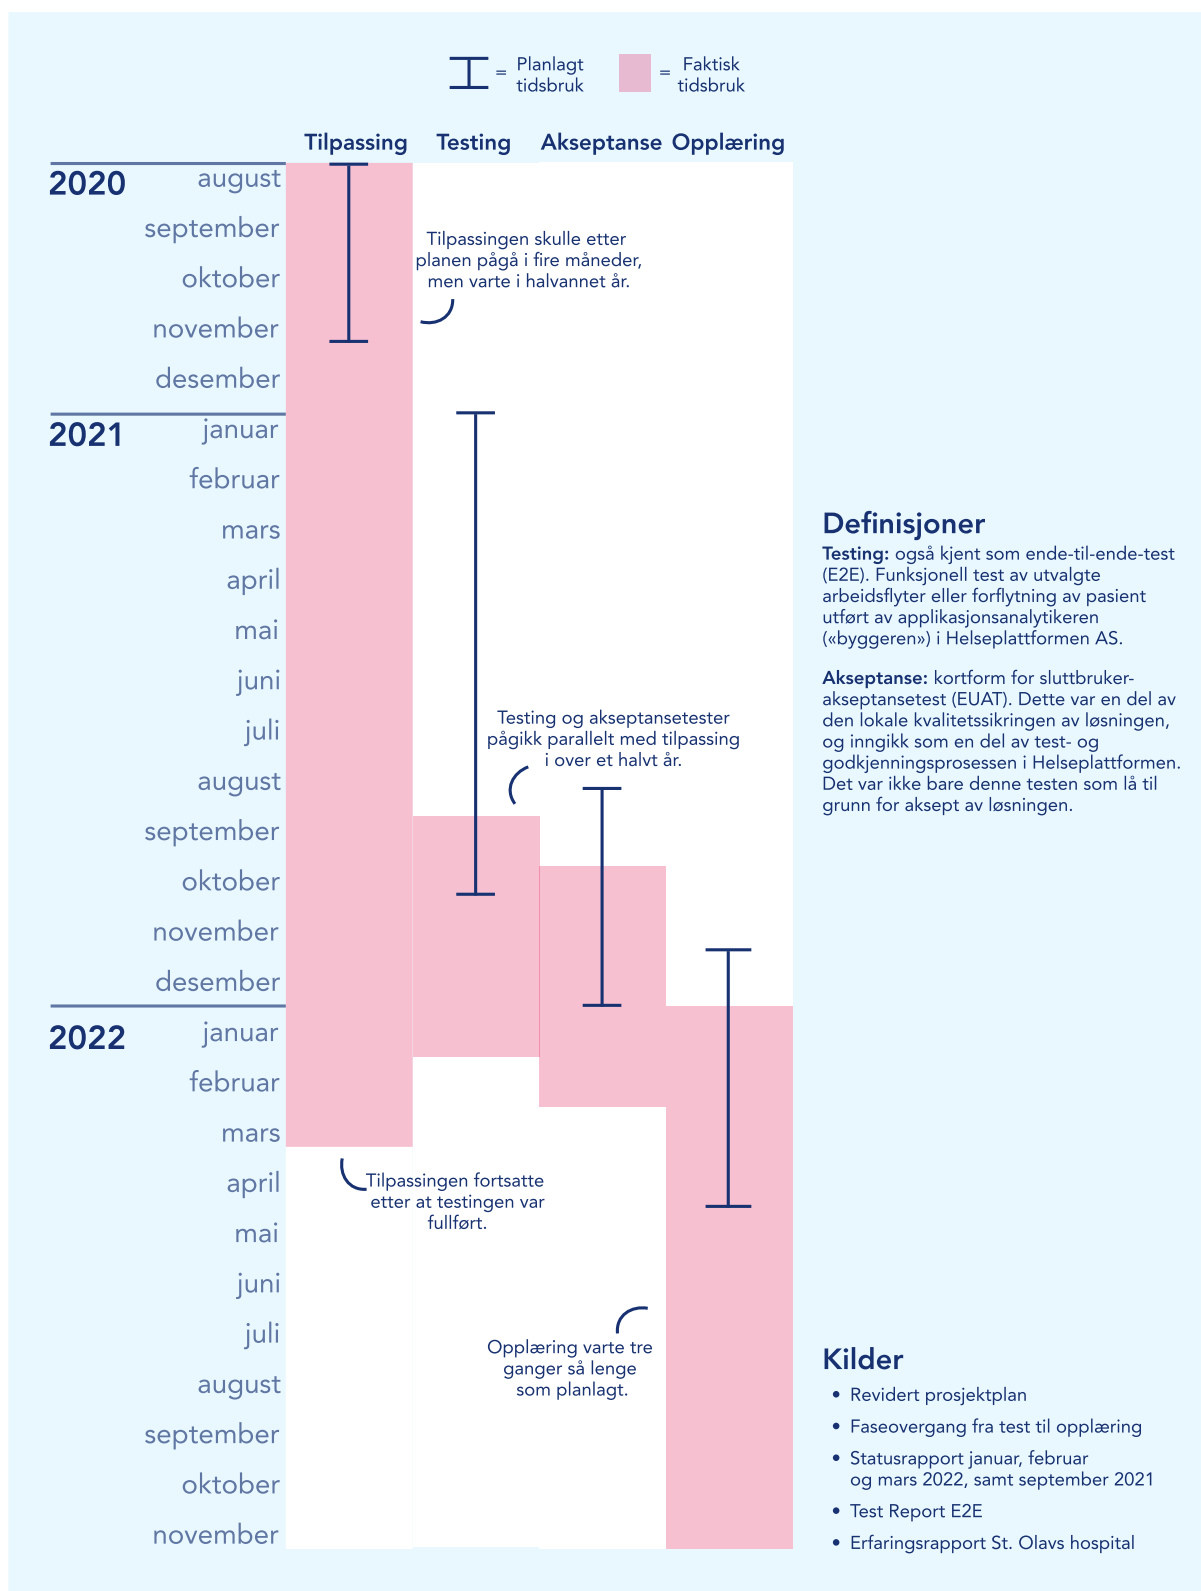 = Planlagt
tidsbruk
= Faktisk
tidsbruk
Tilpassing Testing Akseptanse Opplæring
2020 august
september
oktober
november
desember
Tilpassingen skulle etter
planen pågå i fire måneder,
men varte i halvannet år.
2021 januar
februar
mars
april
mai
juni
juli
august
september
oktober
november
desember
Testing og akseptansetester
pågikk parallelt med tilpassing
i over et halvt år.
2022 januar
februar
mars
april
mai
juni
juli
august
september
oktober
november
Tilpassingen fortsatte
etter at testingen var
fullført.
Opplæring varte tre
ganger så lenge
som planlagt.
Definisjoner
Testing: også kjent som ende-til-ende-test
(E2E). Funksjonell test av utvalgte
arbeidsflyter eller forflytning av pasient
utført av applikasjonsanalytikeren
(«byggeren») i Helseplattformen AS.
Akseptanse: kortform for sluttbruker-
akseptansetest (EUAT). Dette var en del av
den lokale kvalitetssikringen av løsningen,
og inngikk som en del av test- og
godkjenningsprosessen i Helseplattformen.
Det var ikke bare denne testen som lå til
grunn for aksept av løsningen.
Kilder
• Revidert prosjektplan
• Faseovergang fra test til opplæring
• Statusrapport januar, februar
og mars 2022, samt september 2021
• Test Report E2E
• Erfaringsrapport St. Olavs hospital